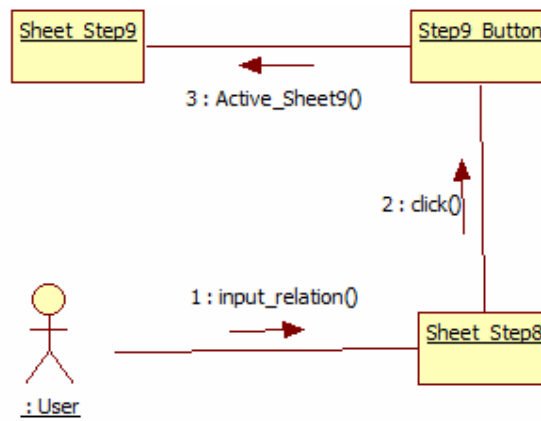 Sheet_Step9
Step9_Button
3 : Active_Sheet9()
2 : click()
1 : input_relation()
Sheet_Step8
: User